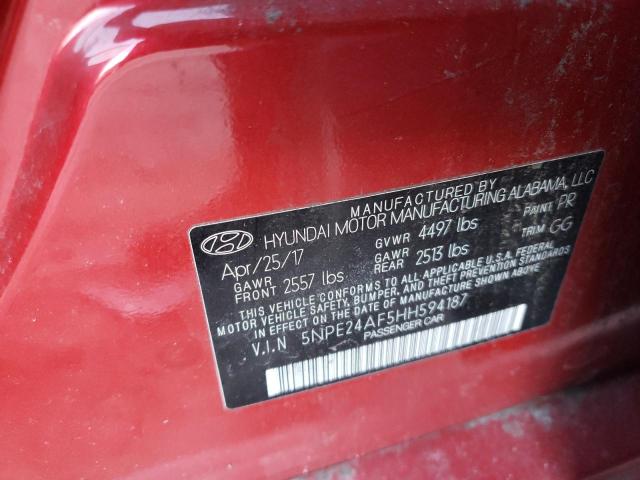 MANUFACTURED BY
HYUNDAI MOTOR MANUFACTURING ALABAMA, LLC
Apr/25/17 GVWR 4497 lbs PAINT PR
GAWR FRONT 2557 lbs GAWR REAR 2513 lbs TRIM GG
THIS VEHICLE CONFORMS TO ALL APPLICABLE U.S.A. FEDERAL
MOTOR VEHICLE SAFETY, BUMPER, AND THEFT PREVENTION STANDARDS
IN EFFECT ON THE DATE OF MANUFACTURE SHOWN ABOVE.
V.I.N 5NPE24AF5HH594187
PASSENGER CAR